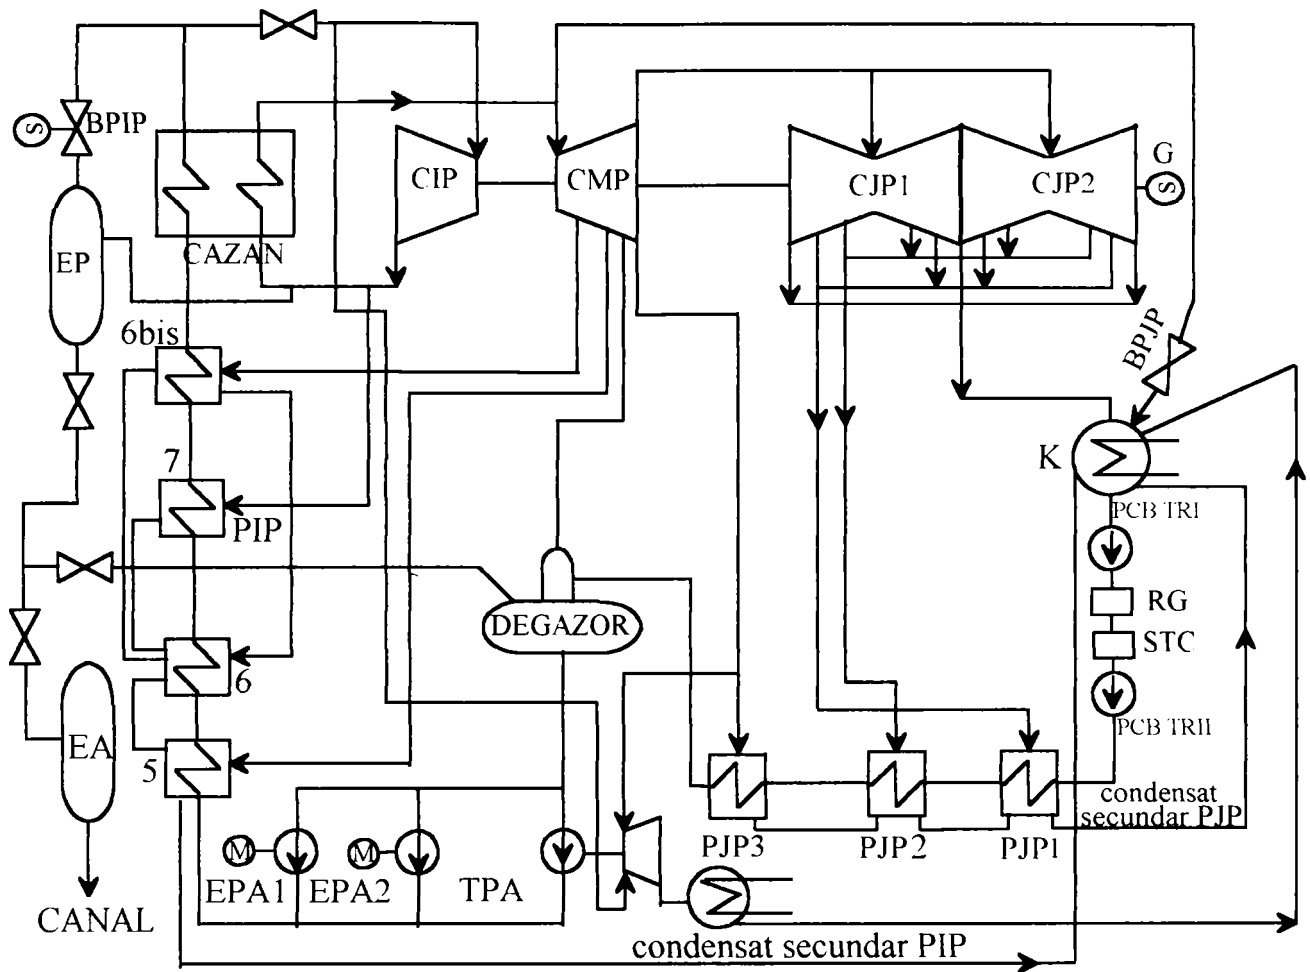 BPIP
S
CIP
CMP
CJP1
CJP2
G
S
EP
CAZAN
6bis
BPJP
7
K
PIP
PCB TRI
RG
DEGAZOR
STC
6
PCB TRII
EA
5
condensat
secundar PJP
M
M
PJP3
PJP2
PJP1
EPA1
EPA2
TPA
CANAL
condensat secundar PIP